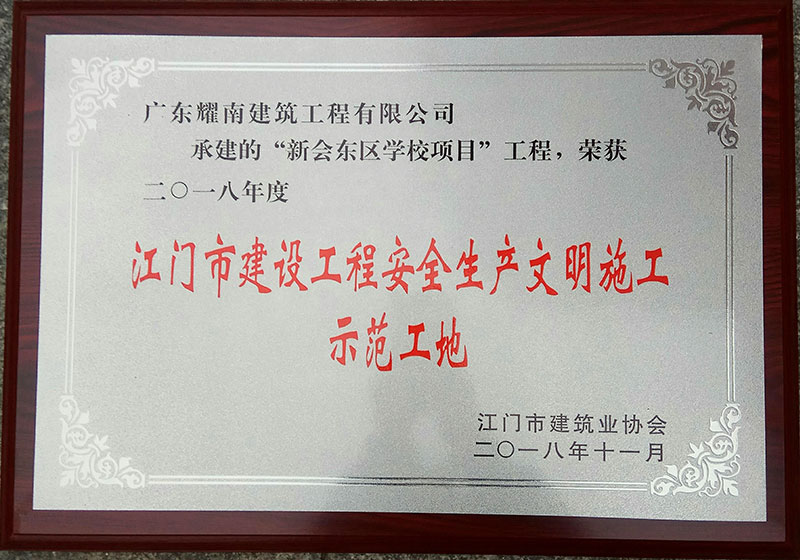 广东耀南建筑工程有限公司
承建的“新会东区学校项目”工程，荣获
二〇一八年度
江门市建设工程安全生产文明施工
示范工地
江门市建筑业协会
二〇一八年十一月